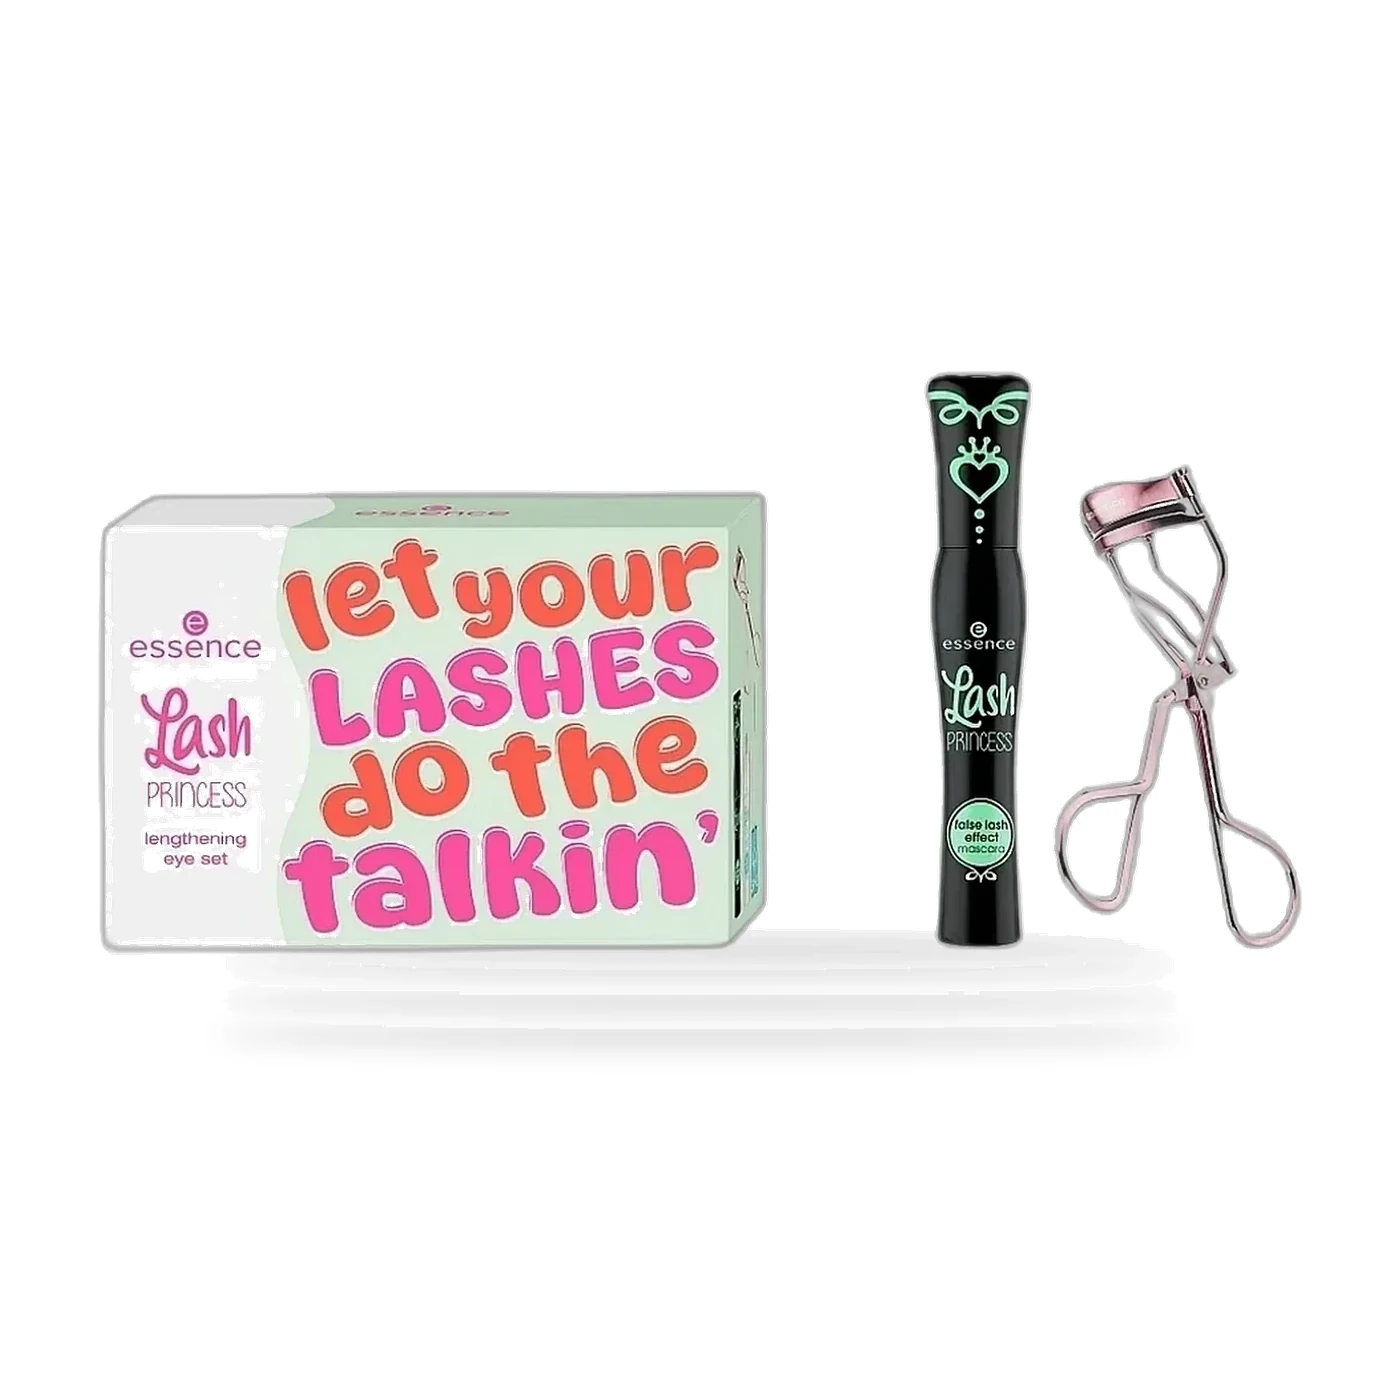 essence
essence
Lash
PRINCESS
lengthening
eye set
let your
LASHES
do the
talkin'
essence
Lash
PRINCESS
false lash
effect
mascara